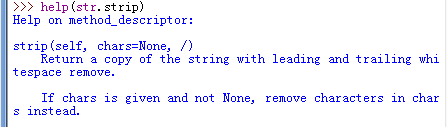 >>> help(str.strip)
Help on method_descriptor:

strip(self, chars=None, /)
    Return a copy of the string with leading and trailing whi
tespace remove.

    If chars is given and not None, remove characters in char
s instead.